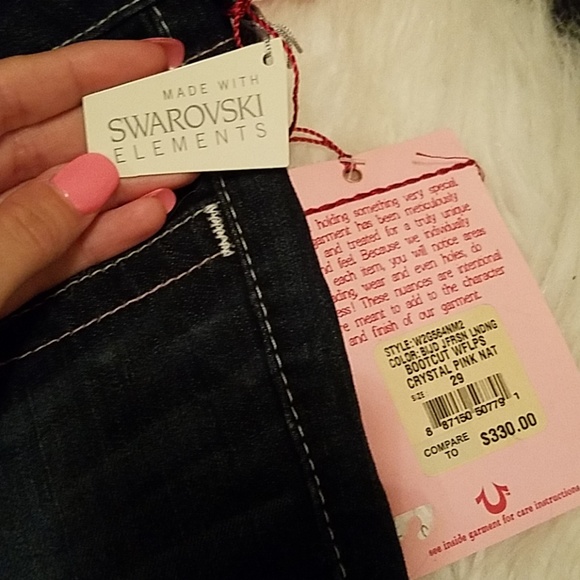 MADE WITH
SWAROVSKI
ELEMENTS
holding something very special.
garment has been meticulously
and treated for a truly unique
feel. Because we individually
each item, you will notice areas
wear and even holes, do
These nuances are intentional
meant to add to the character
and finish of our garment.
STYLE: W2G564NM2
COLOR: BIJD JFRSN LNDNG
BOOTCUT WFLPS
CRYSTAL PINK NAT
SIZE 29
8 87150 50779 1
COMPARE TO $330.00
see inside garment for care instructions